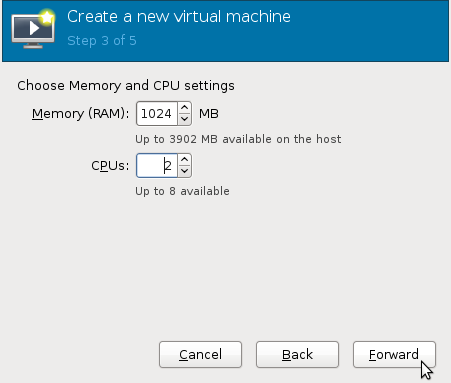 Create a new virtual machine
Step 3 of 5
Choose Memory and CPU settings
Memory (RAM): 1024 MB
Up to 3902 MB available on the host
CPUs: 2
Up to 8 available
Cancel Back Forward